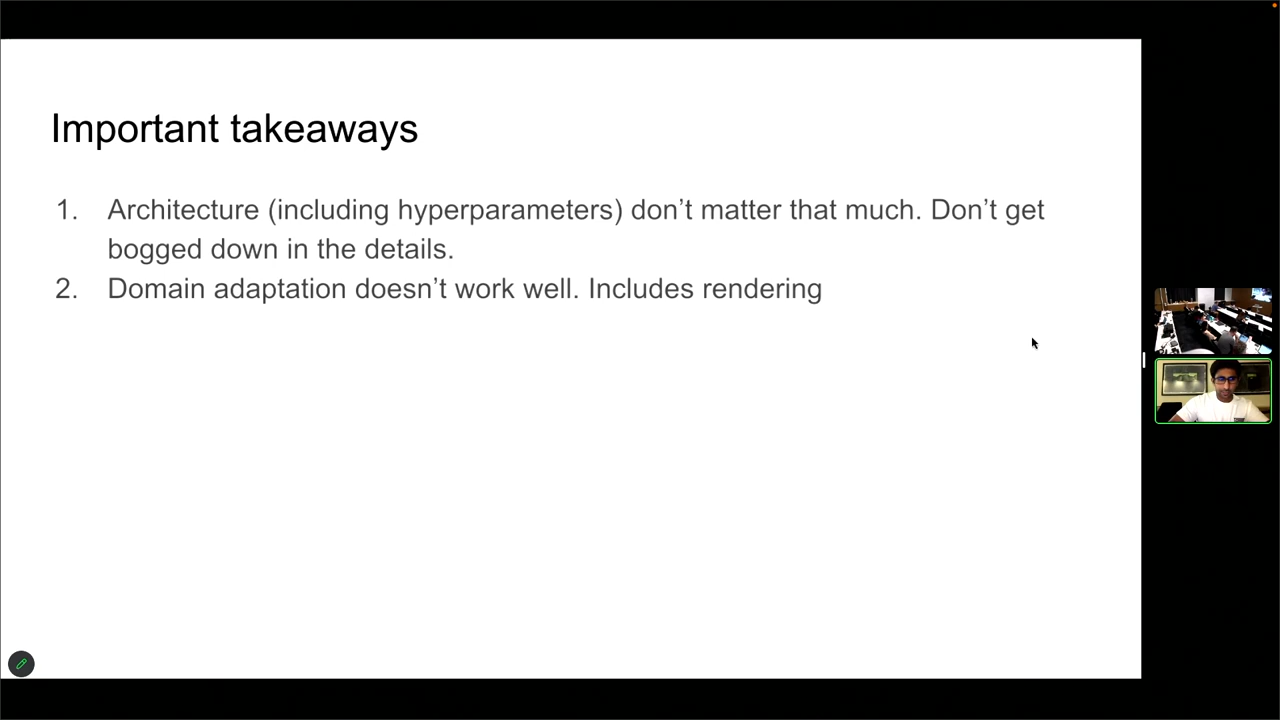 Important takeaways
1. Architecture (including hyperparameters) don’t matter that much. Don’t get
bogged down in the details.
2. Domain adaptation doesn’t work well. Includes rendering